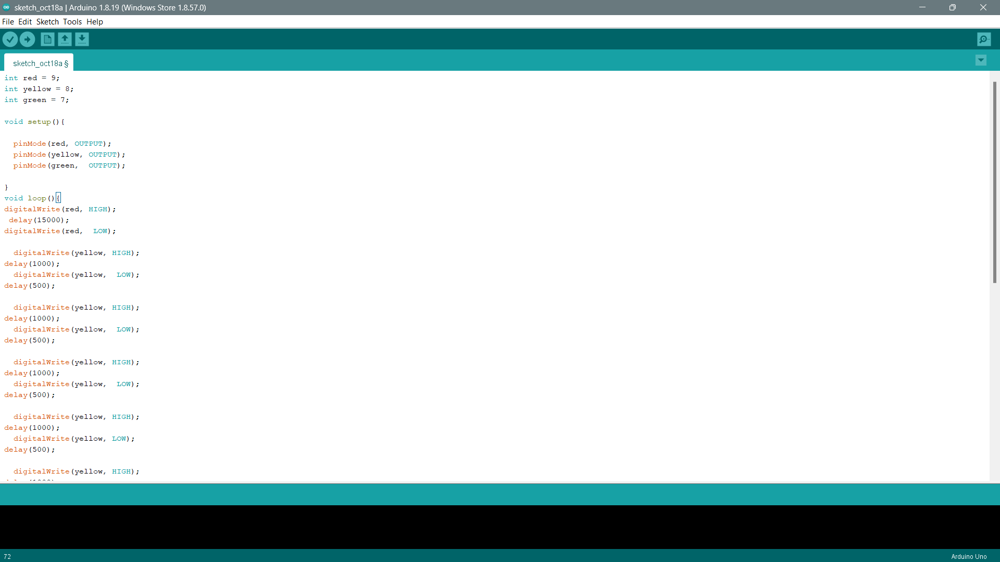 sketch_oct18a | Arduino 1.8.19 (Windows Store 1.8.57.0)
File Edit Sketch Tools Help
sketch_oct18a §
int red = 9;
int yellow = 8;
int green = 7;
void setup(){
pinMode(red, OUTPUT);
pinMode(yellow, OUTPUT);
pinMode(green,  OUTPUT);
}
void loop(){
digitalWrite(red, HIGH);
delay(15000);
digitalWrite(red,  LOW);
digitalWrite(yellow, HIGH);
delay(1000);
digitalWrite(yellow,  LOW);
delay(500);
digitalWrite(yellow, HIGH);
delay(1000);
digitalWrite(yellow,  LOW);
delay(500);
digitalWrite(yellow, HIGH);
delay(1000);
digitalWrite(yellow,  LOW);
delay(500);
digitalWrite(yellow, HIGH);
delay(1000);
digitalWrite(yellow, LOW);
delay(500);
digitalWrite(yellow, HIGH);
72
Arduino Uno